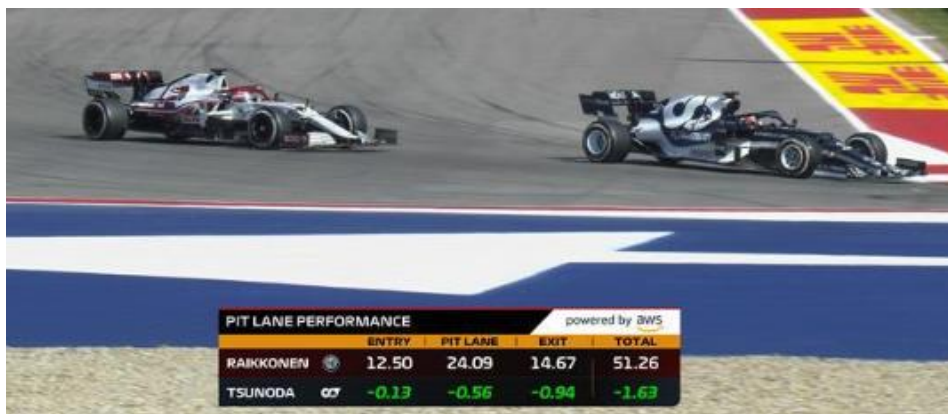 PIT LANE PERFORMANCE powered by aws
ENTRY PIT LANE EXIT TOTAL
RAIKKONEN 12.50 24.09 14.67 51.26
TSUNODA -0.13 -0.56 -0.94 -1.63